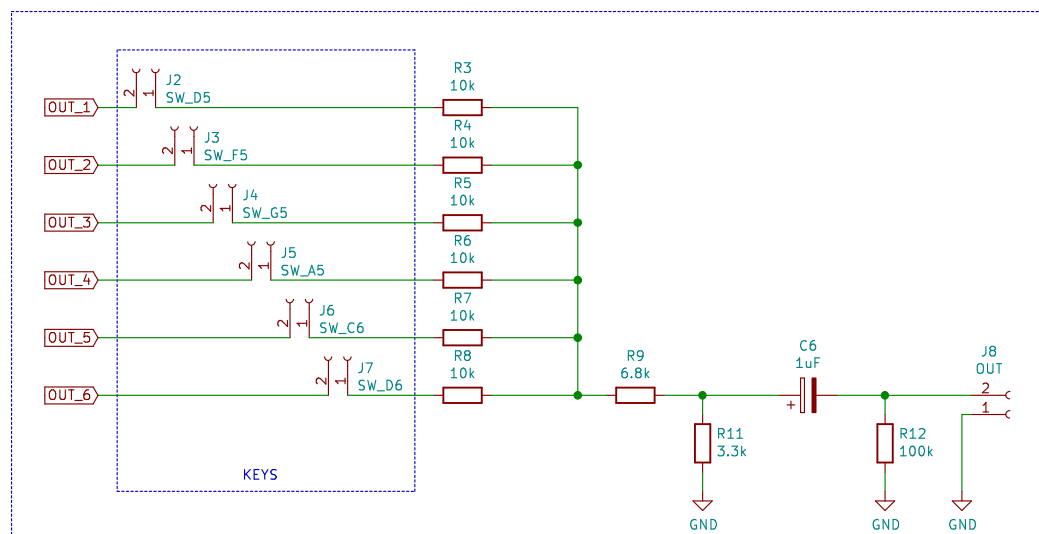 R3
10k
J2
SW_D5
2
1
OUT_1
R4
10k
J3
SW_F5
2
1
OUT_2
R5
10k
J4
SW_G5
2
1
OUT_3
R6
10k
J5
SW_A5
2
1
OUT_4
R7
10k
J6
SW_C6
2
1
OUT_5
R8
10k
J7
SW_D6
2
1
OUT_6
R9
6.8k
C6
1uF
+
J8
OUT
2
1
R11
3.3k
R12
100k
KEYS
GND
GND
GND